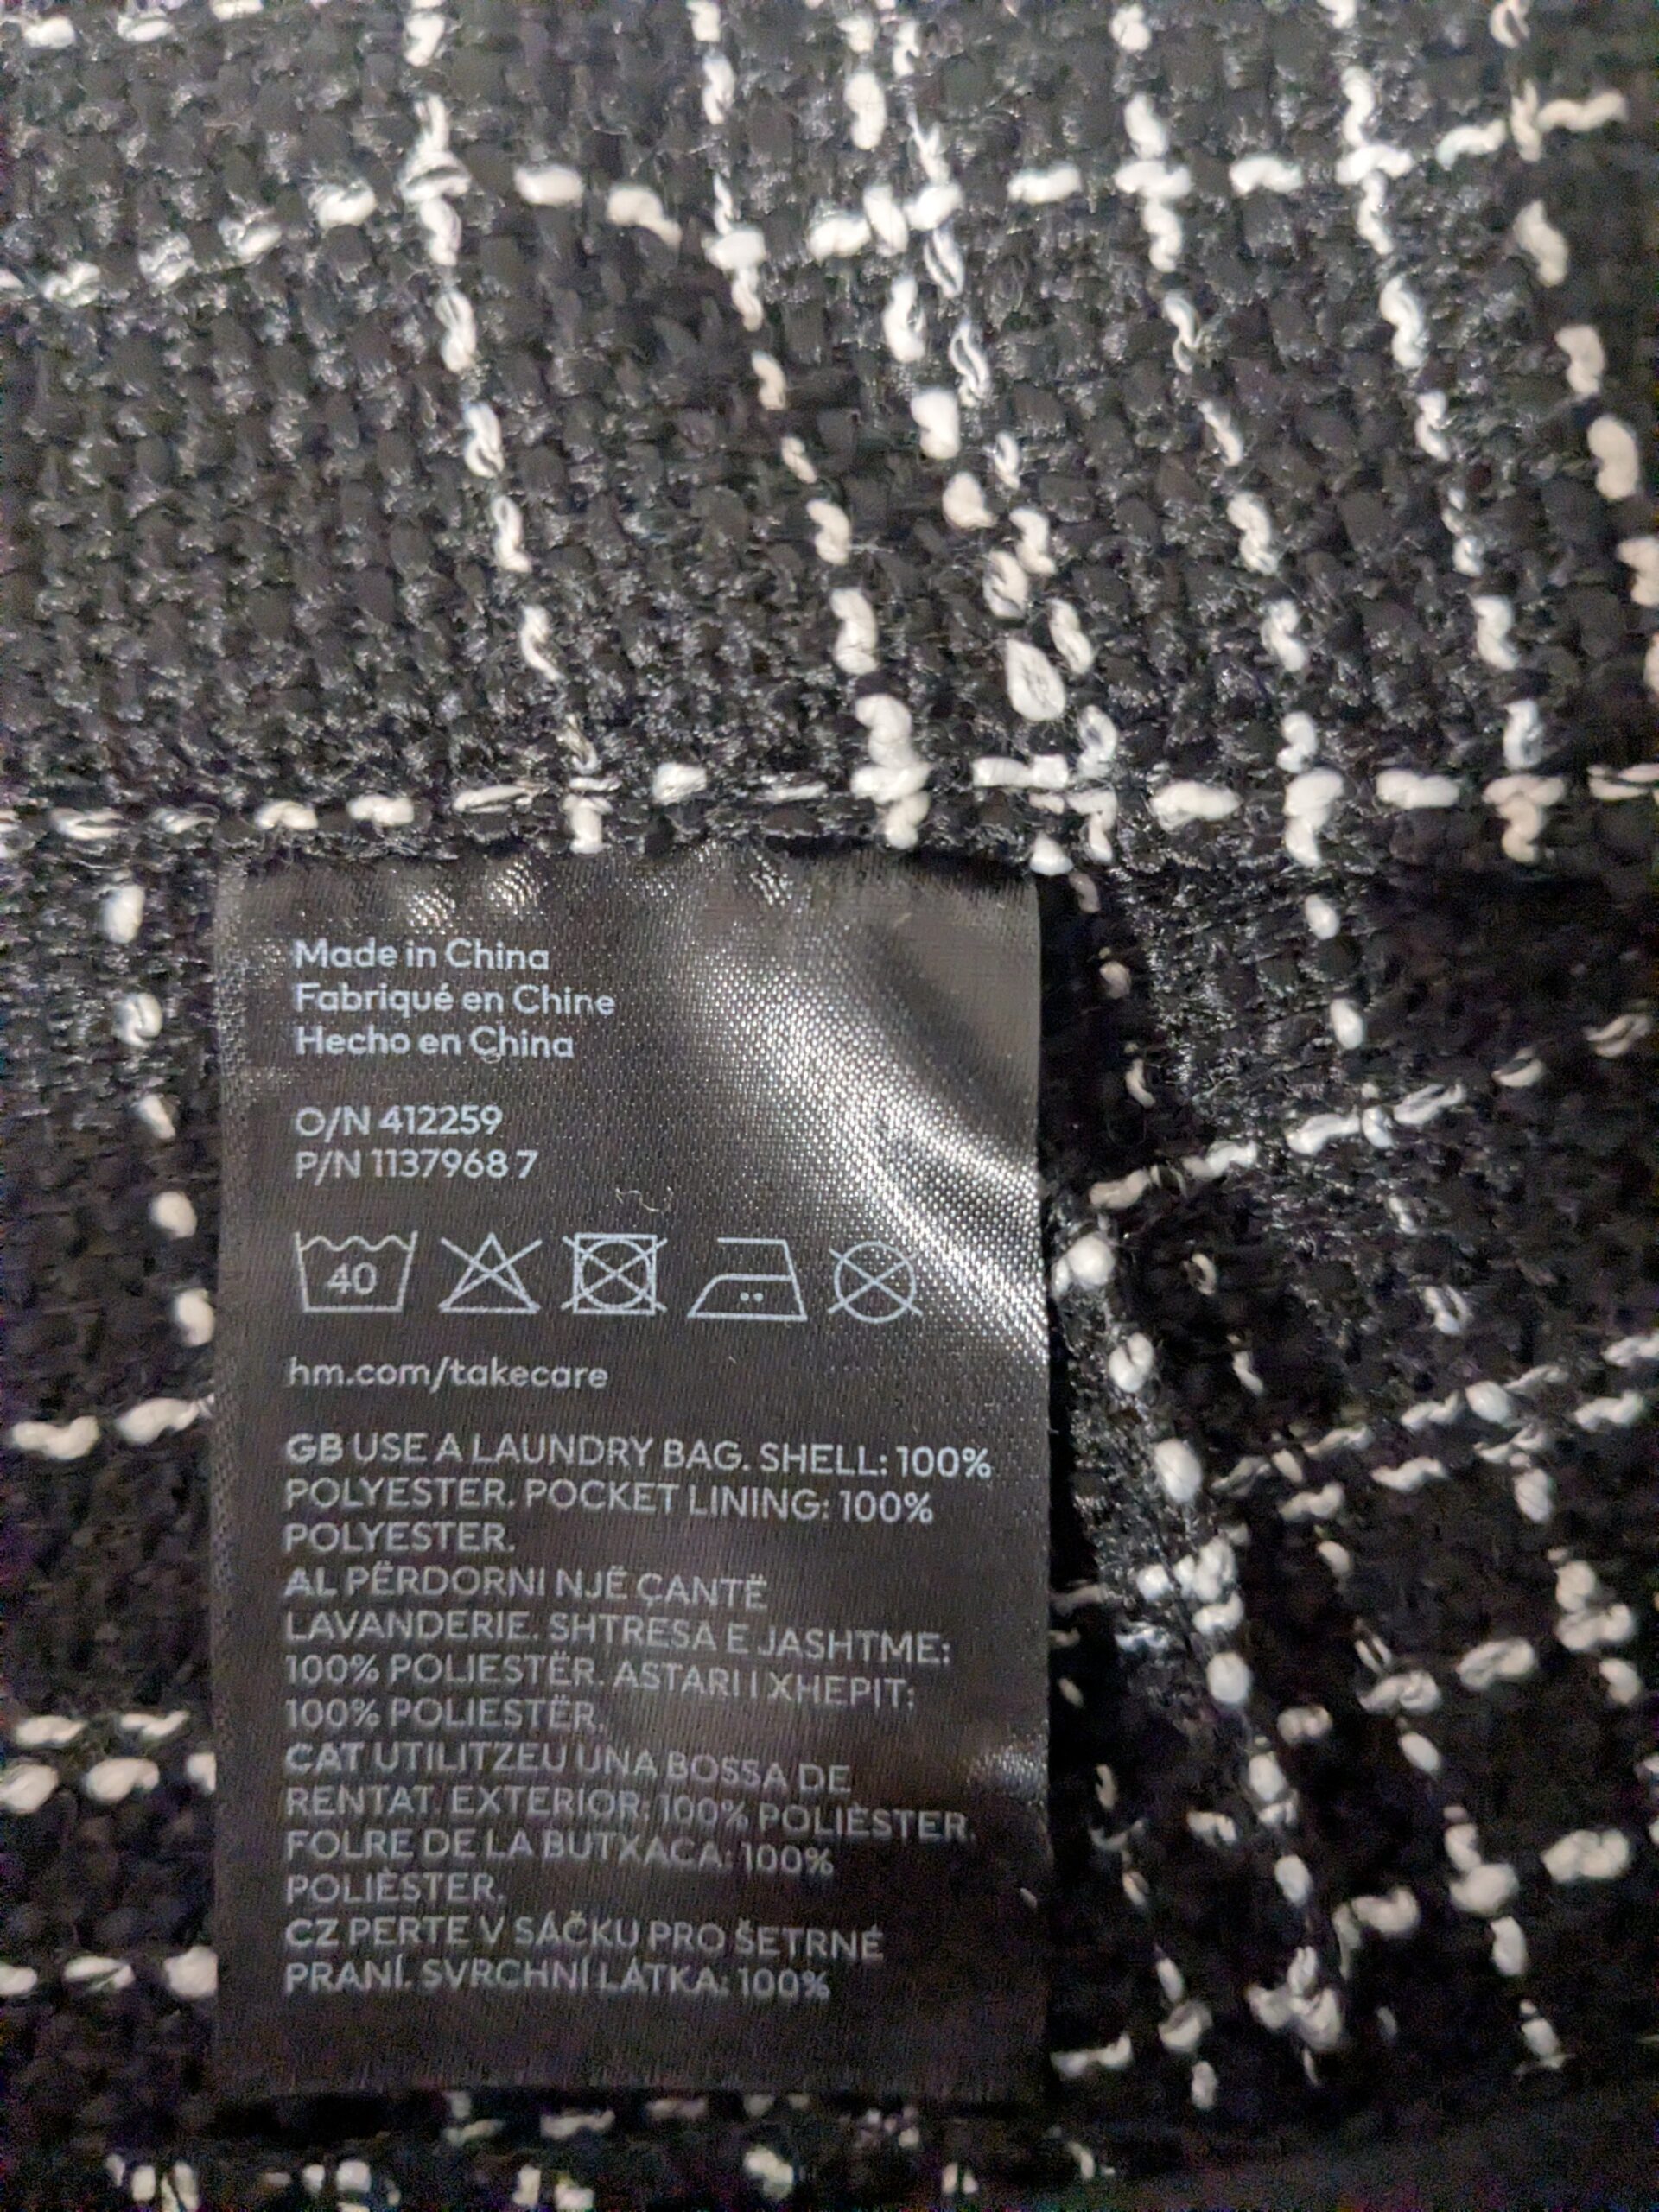 Made in China
Fabriqué en Chine
Hecho en China
O/N 412259
P/N 11379687
40
hm.com/takecare
GB USE A LAUNDRY BAG. SHELL: 100%
POLYESTER. POCKET LINING: 100%
POLYESTER.
AL PËRDORNI NJË ÇANTË
LAVANDERIE. SHTRESA E JASHTME:
100% POLIESTËR. ASTARI I XHEPIT:
100% POLIESTËR.
CAT UTILITZEU UNA BOSSA DE
RENTAT. EXTERIOR: 100% POLIÈSTER.
FOLRE DE LA BUTXACA: 100%
POLIÈSTER.
CZ PERTE V SÁČKU PRO ŠETRNÉ
PRANÍ. SVRCHNÍ LÁTKA: 100%